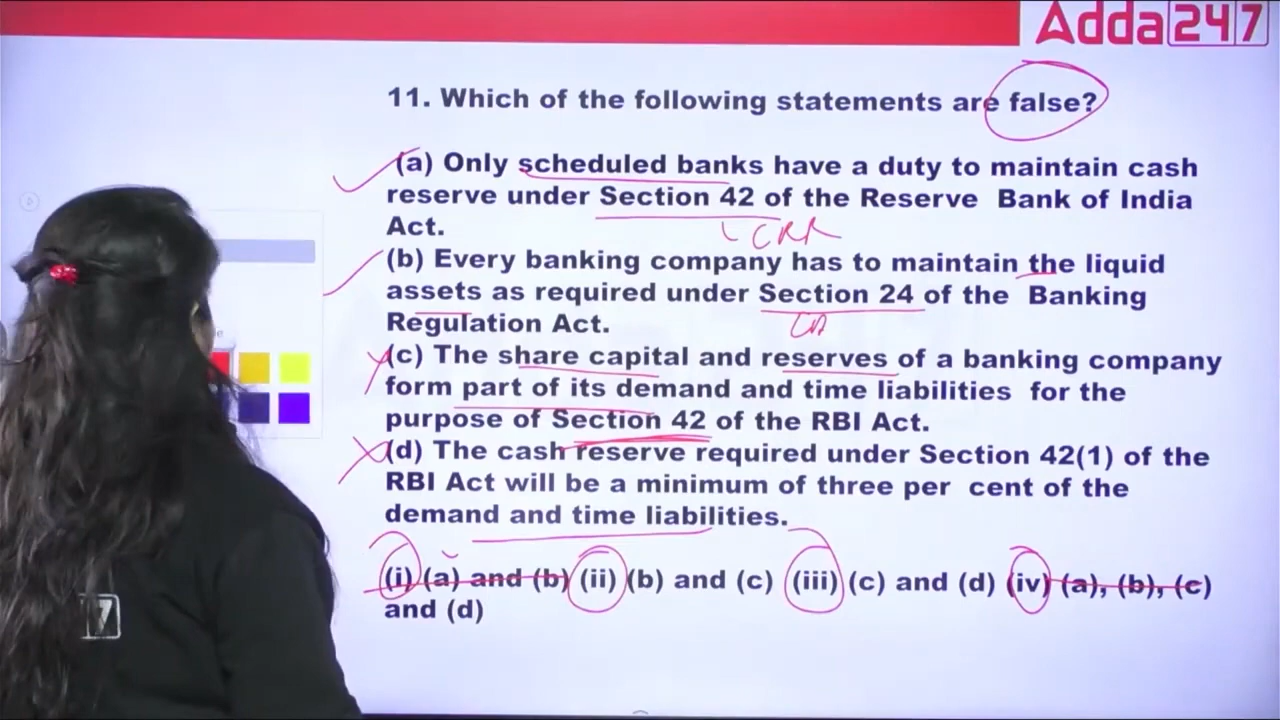 Adda247
11. Which of the following statements are false?
(a) Only scheduled banks have a duty to maintain cash
reserve under Section 42 of the Reserve Bank of India
Act.
CRR
(b) Every banking company has to maintain the liquid
assets as required under Section 24 of the Banking
Regulation Act.
(c) The share capital and reserves of a banking company
form part of its demand and time liabilities for the
purpose of Section 42 of the RBI Act.
(d) The cash reserve required under Section 42(1) of the
RBI Act will be a minimum of three per cent of the
demand and time liabilities.
(i) (a) and (b) (ii) (b) and (c) (iii) (c) and (d) (iv) (a), (b), (c)
and (d)
7